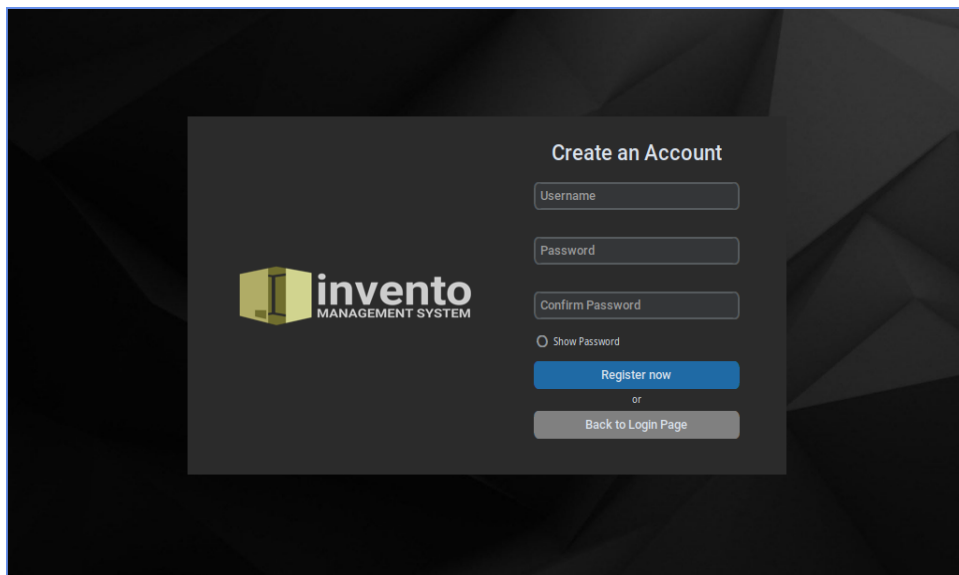 Create an Account
Username
Password
invento
MANAGEMENT SYSTEM
Confirm Password
Show Password
Register now
or
Back to Login Page